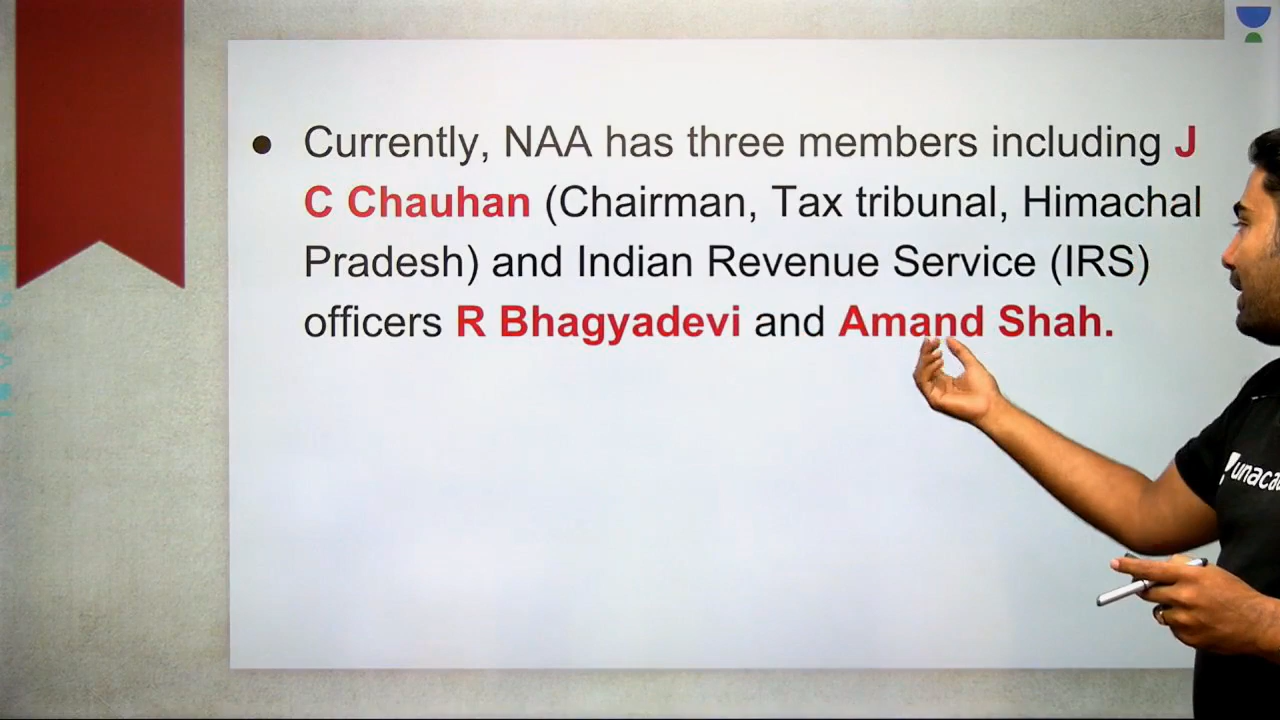 ● Currently, NAA has three members including J
C Chauhan (Chairman, Tax tribunal, Himachal
Pradesh) and Indian Revenue Service (IRS)
officers R Bhagyadevi and Amand Shah.
unaca